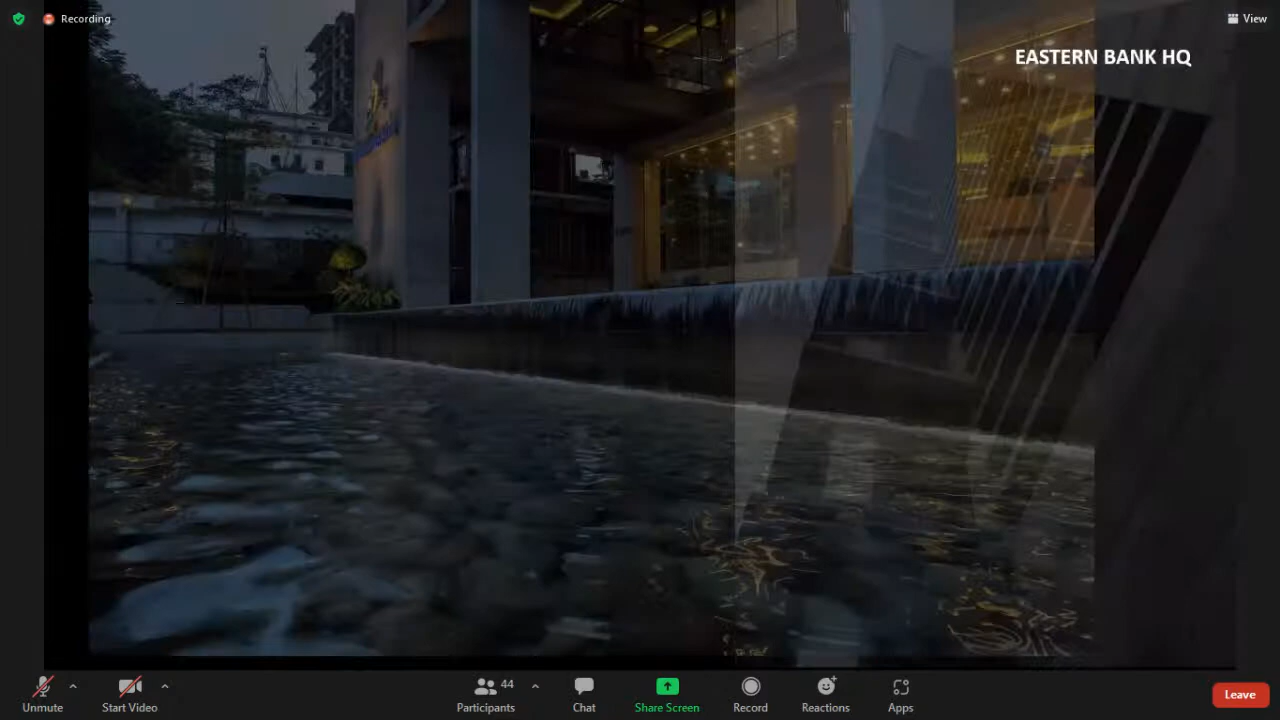 Recording
View
EASTERN BANK HQ
44
Unmute
Start Video
Participants
Chat
Share Screen
Record
Reactions
Apps
Leave